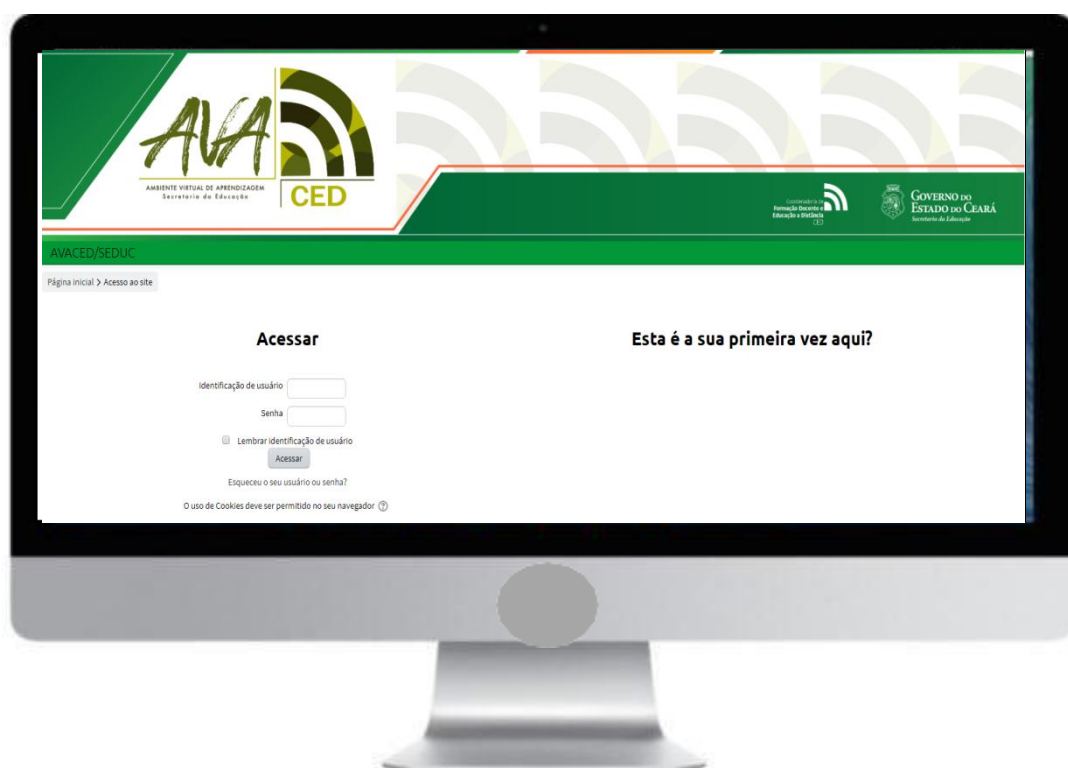 AVA
AMBIENTE VIRTUAL DE APRENDIZAGEM
Secretaria de Educação
CED
Coordenadoria de
Formação Docente e
Educação a Distância
GOVERNO DO
ESTADO DO CEARÁ
Secretaria da Educação
AVACED/SEDUC
Página inicial > Acesso ao site
Acessar
Identificação de usuário
Senha
Lembrar identificação de usuário
Acessar
Esqueceu o seu usuário ou senha?
O uso de Cookies deve ser permitido no seu navegador ?
Esta é a sua primeira vez aqui?